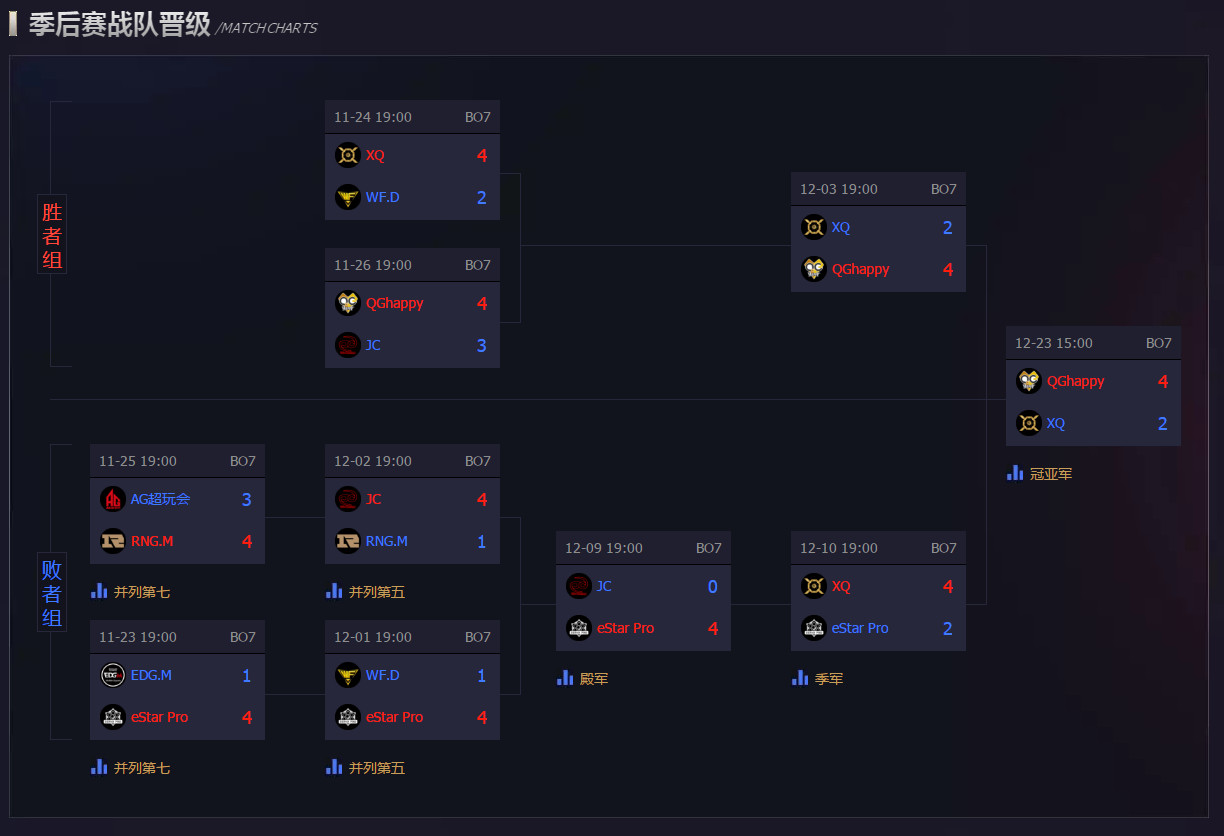 季后赛战队晋级 /MATCH CHARTS
胜者组
11-24 19:00 BO7
XQ 4
WF.D 2
11-26 19:00 BO7
QGhappy 4
JC 3
12-03 19:00 BO7
XQ 2
QGhappy 4
12-23 15:00 BO7
QGhappy 4
XQ 2
冠亚军
败者组
11-25 19:00 BO7
AG超玩会 3
RNG.M 4
并列第七
11-23 19:00 BO7
EDG.M 1
eStar Pro 4
并列第七
12-02 19:00 BO7
JC 4
RNG.M 1
并列第五
12-01 19:00 BO7
WF.D 1
eStar Pro 4
并列第五
12-09 19:00 BO7
JC 0
eStar Pro 4
殿军
12-10 19:00 BO7
XQ 4
eStar Pro 2
季军